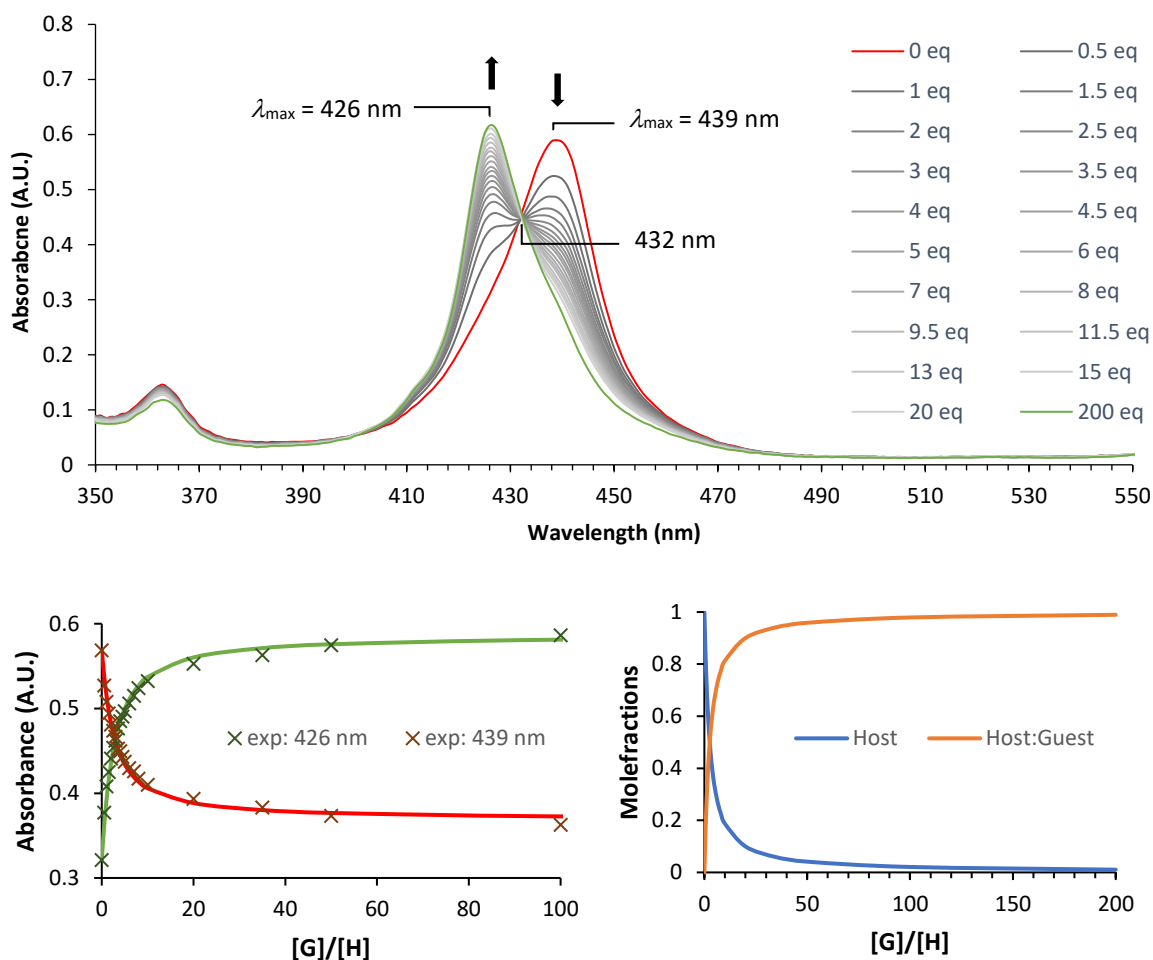 Absorabcne (A.U.)
0.8
0.7
0.6
0.5
0.4
0.3
0.2
0.1
0
λmax = 426 nm
λmax = 439 nm
432 nm
0 eq 0.5 eq
1 eq 1.5 eq
2 eq 2.5 eq
3 eq 3.5 eq
4 eq 4.5 eq
5 eq 6 eq
7 eq 8 eq
9.5 eq 11.5 eq
13 eq 15 eq
20 eq 200 eq
350 370 390 410 430 450 470 490 510 530 550
Wavelength (nm)
Absorbance (A.U.)
0.6
0.5
0.4
0.3
exp: 426 nm exp: 439 nm
0 20 40 60 80 100
[G]/[H]
Molefractions
1
0.8
0.6
0.4
0.2
0
Host Host:Guest
0 50 100 150 200
[G]/[H]